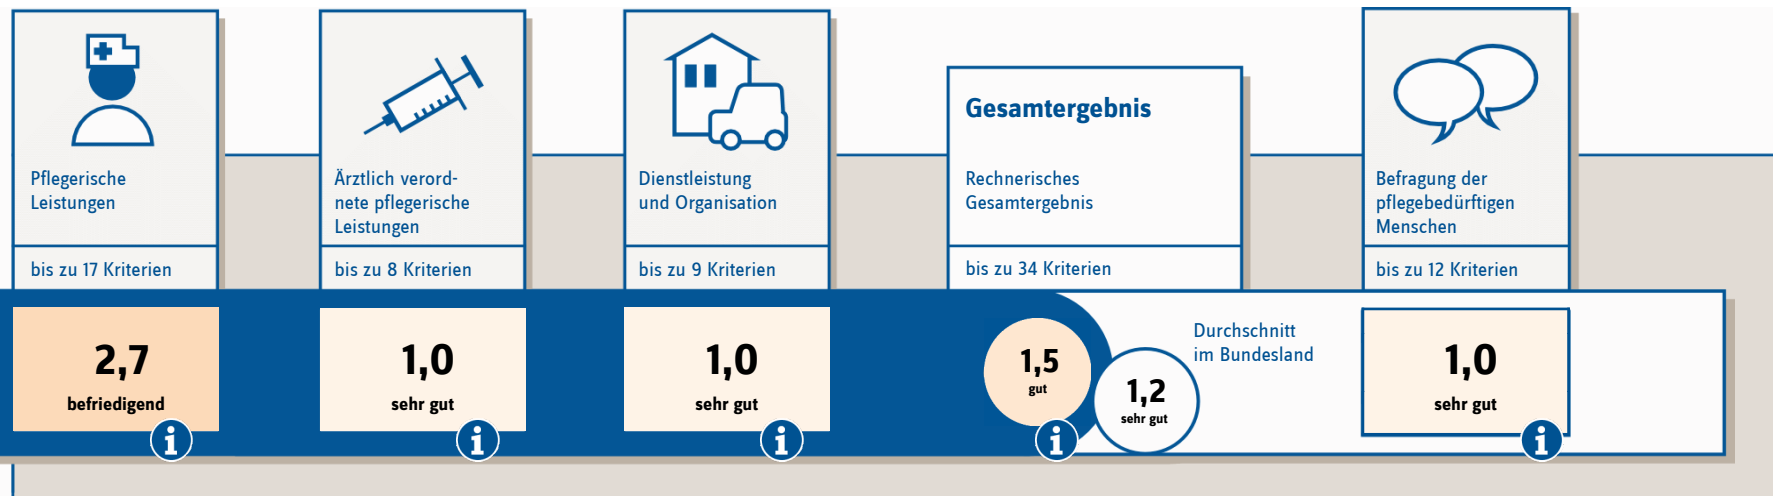 Pflegerische
Leistungen
bis zu 17 Kriterien
2,7
befriedigend
i
Ärztlich verord-
nete pflegerische
Leistungen
bis zu 8 Kriterien
1,0
sehr gut
i
Dienstleistung
und Organisation
bis zu 9 Kriterien
1,0
sehr gut
i
Gesamtergebnis
Rechnerisches
Gesamtergebnis
bis zu 34 Kriterien
1,5
gut
i
Durchschnitt
im Bundesland
1,2
sehr gut
Befragung der
pflegebedürftigen
Menschen
bis zu 12 Kriterien
1,0
sehr gut
i